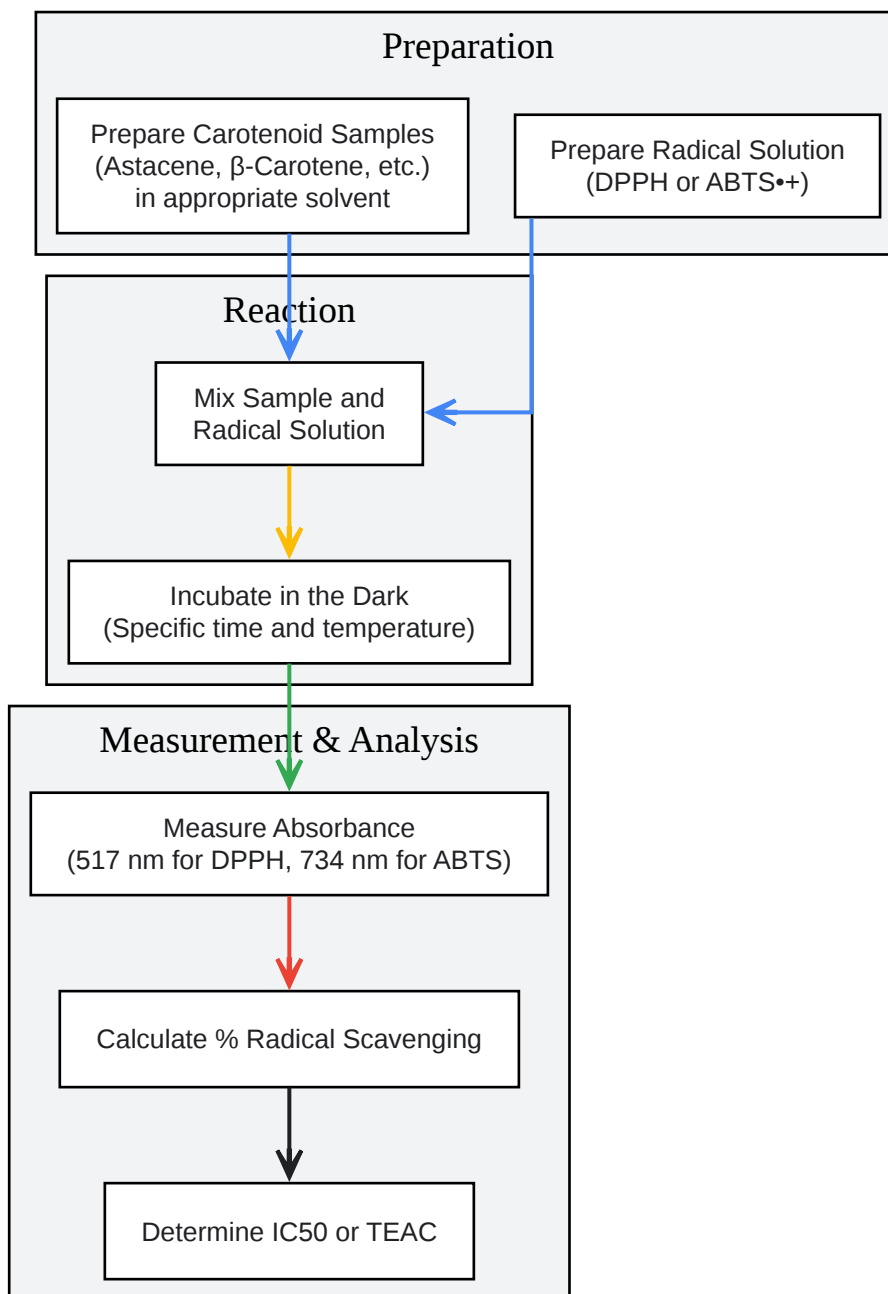 Preparation
Prepare Carotenoid Samples
(Astacene, β-Carotene, etc.)
in appropriate solvent
Prepare Radical Solution
(DPPH or ABTS•+)
Reaction
Mix Sample and
Radical Solution
Incubate in the Dark
(Specific time and temperature)
Measurement & Analysis
Measure Absorbance
(517 nm for DPPH, 734 nm for ABTS)
Calculate % Radical Scavenging
Determine IC50 or TEAC